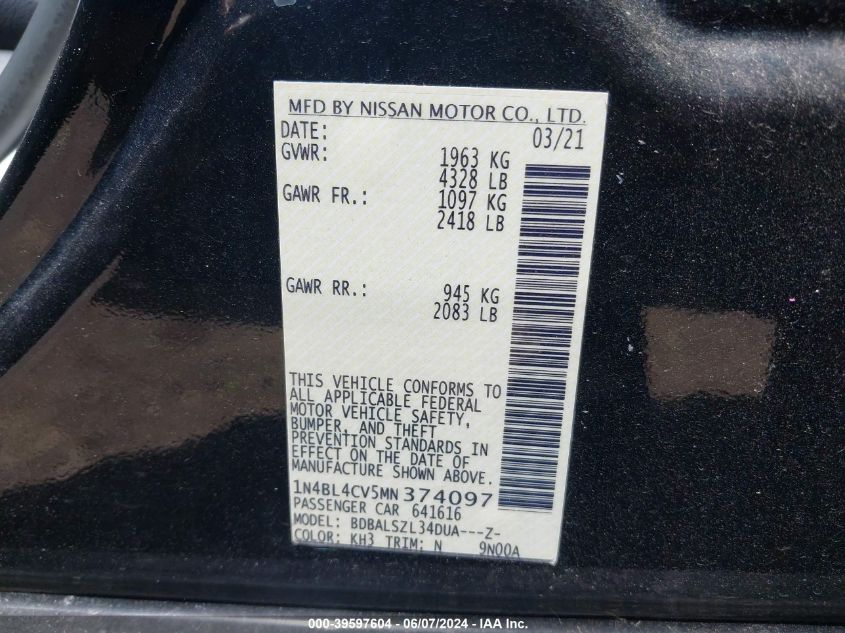 MFD BY NISSAN MOTOR CO., LTD.
DATE: 03/21
GVWR: 1963 KG
4328 LB
GAWR FR.: 1097 KG
2418 LB
GAWR RR.: 945 KG
2083 LB
THIS VEHICLE CONFORMS TO
ALL APPLICABLE FEDERAL
MOTOR VEHICLE SAFETY,
BUMPER, AND THEFT
PREVENTION STANDARDS IN
EFFECT ON THE DATE OF
MANUFACTURE SHOWN ABOVE.
1N4BL4CV5MN374097
PASSENGER CAR 641616
MODEL: BDBALSZL34DUA---Z-
COLOR: KH3 TRIM: N 9N00A
000-39597604 - 06/07/2024 - IAA Inc.